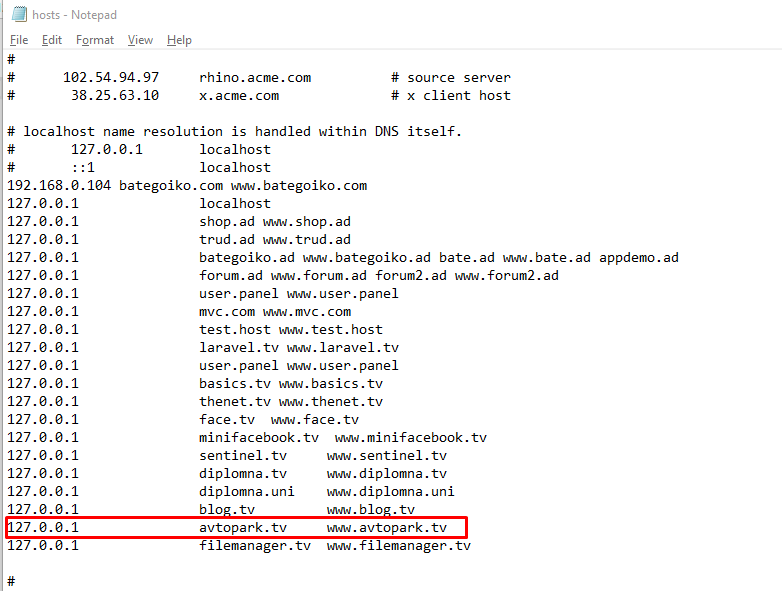 hosts - Notepad
File Edit Format View Help
#
# 102.54.94.97 rhino.acme.com # source server
# 38.25.63.10 x.acme.com # x client host
# localhost name resolution is handled within DNS itself.
# 127.0.0.1 localhost
# ::1 localhost
192.168.0.104 bategoiko.com www.bategoiko.com
127.0.0.1 localhost
127.0.0.1 shop.ad www.shop.ad
127.0.0.1 trud.ad www.trud.ad
127.0.0.1 bategoiko.ad www.bategoiko.ad bate.ad www.bate.ad appdemo.ad
127.0.0.1 forum.ad www.forum.ad forum2.ad www.forum2.ad
127.0.0.1 user.panel www.user.panel
127.0.0.1 mvc.com www.mvc.com
127.0.0.1 test.host www.test.host
127.0.0.1 laravel.tv www.laravel.tv
127.0.0.1 user.panel www.user.panel
127.0.0.1 basics.tv www.basics.tv
127.0.0.1 thenet.tv www.thenet.tv
127.0.0.1 face.tv www.face.tv
127.0.0.1 minifacebook.tv www.minifacebook.tv
127.0.0.1 sentinel.tv www.sentinel.tv
127.0.0.1 diplomna.tv www.diplomna.tv
127.0.0.1 diplomna.uni www.diplomna.uni
127.0.0.1 blog.tv www.blog.tv
127.0.0.1 avtopark.tv www.avtopark.tv
127.0.0.1 filemanager.tv www.filemanager.tv
#